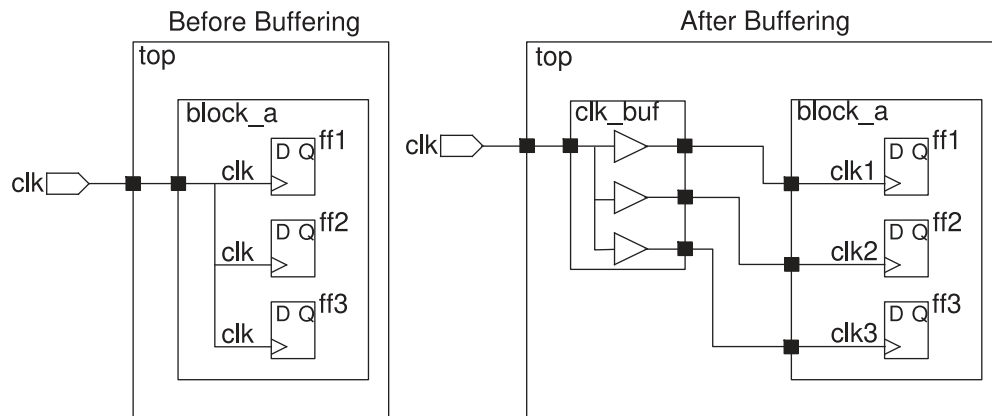 Before Buffering
top
block_a
clk
clk
D Q
ff1
clk
D Q
ff2
clk
D Q
ff3
After Buffering
top
clk
clk_buf
block_a
clk1
D Q
ff1
clk2
D Q
ff2
clk3
D Q
ff3